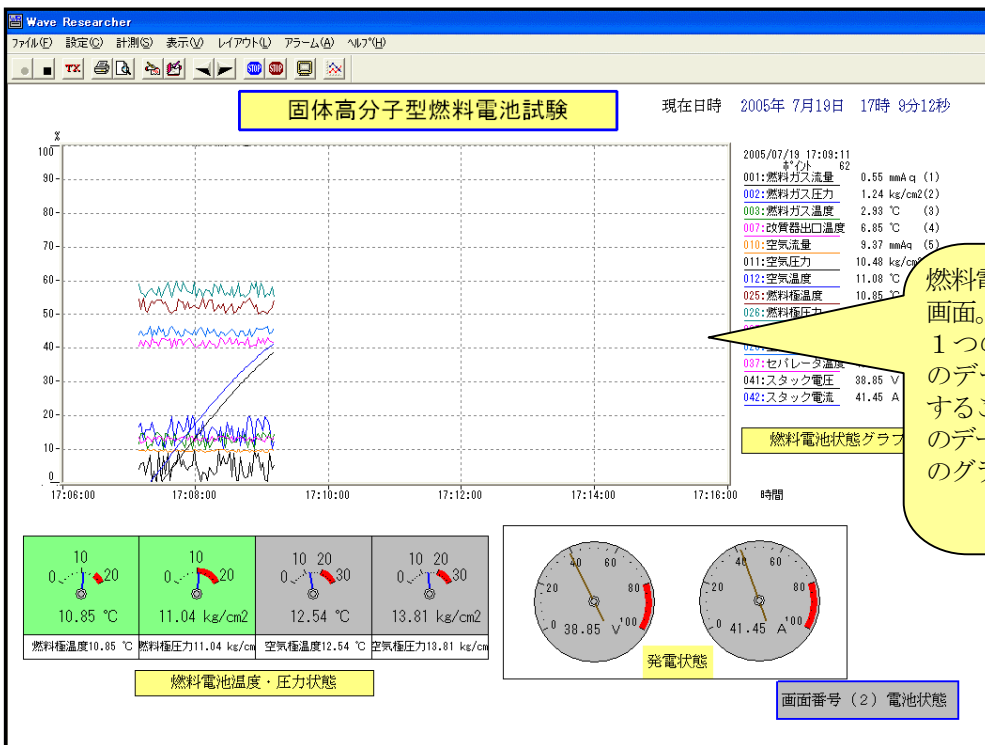 Wave Researcher
ファイル(F) 設定(C) 計測(S) 表示(V) レイアウト(L) アラーム(A) ヘルプ(H)
TX STOP STOP
固体高分子型燃料電池試験
現在日時 2005年 7月19日 17時 9分12秒
%
100
90
80
70
60
50
40
30
20
10
0
17:06:00 17:08:00 17:10:00 17:12:00 17:14:00 17:16:00 時間
2005/07/19 17:09:11
ポイント 62
001:燃料ガス流量 0.55 mmAq (1)
002:燃料ガス圧力 1.24 kg/cm2(2)
003:燃料ガス温度 2.93 ℃ (3)
007:改質器出口温度 6.85 ℃ (4)
010:空気流量 9.37 mmAq (5)
011:空気圧力 10.48 kg/cm
012:空気温度 11.08 ℃
025:燃料極温度 10.85 ℃
026:燃料極圧力
037:セパレータ温度
041:スタック電圧 38.85 V
042:スタック電流 41.45 A
燃料電池状態グラフ
燃料電
画面。
1つの
のデー
するこ
のデー
のグラ
0 10 20
10.85 ℃
燃料極温度10.85 ℃
0 10 20
11.04 kg/cm2
燃料極圧力11.04 kg/cm
0 10 20 30
12.54 ℃
空気極温度12.54 ℃
0 10 20 30
13.81 kg/cm2
空気極圧力13.81 kg/cm
燃料電池温度・圧力状態
0 20 40 60 80 100
38.85 V
0 20 40 60 80 100
41.45 A
発電状態
画面番号（2）電池状態